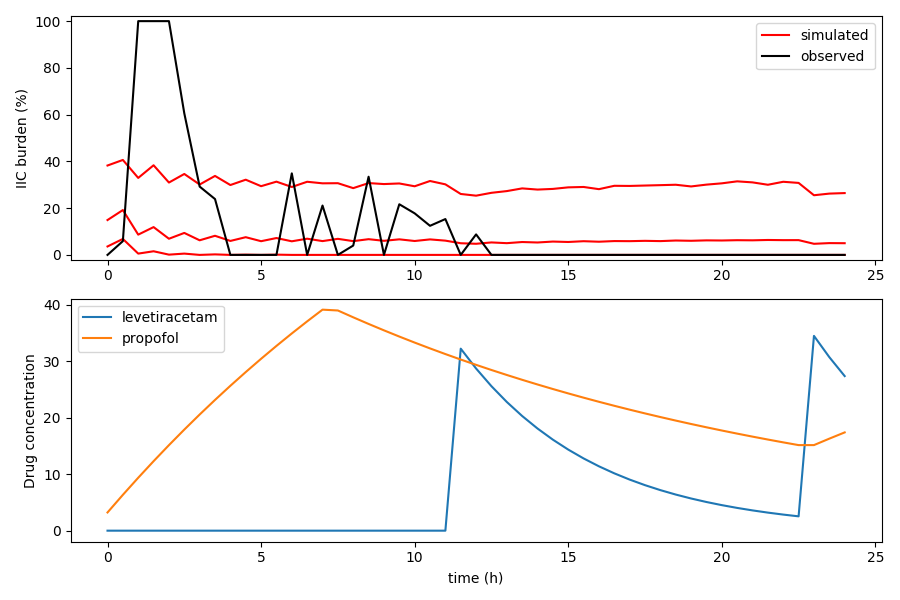 IIC burden (%)
100
80
60
40
20
0
simulated
observed
0 5 10 15 20 25
Drug concentration
40
30
20
10
0
levetiracetam
propofol
0 5 10 15 20 25
time (h)